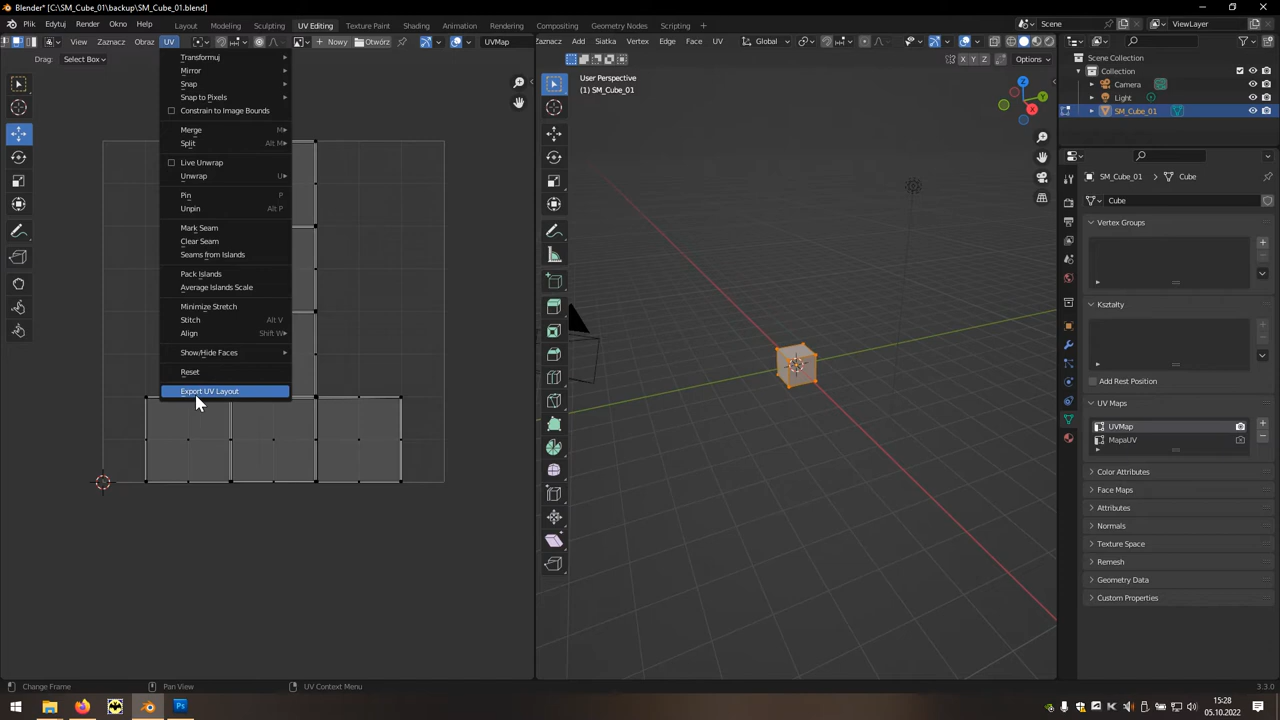 Blender* [C:\SM_Cube_01\backup\SM_Cube_01.blend]
Plik Edytuj Render Okno Pomoc Layout Modeling Sculpting UV Editing Texture Paint Shading Animation Rendering Compositing Geometry Nodes Scripting + Scene ViewLayer
View Zaznacz Obraz UV Nowy Otwórz UVMap Zaznacz Add Siatka Vertex Edge Face UV Global
Drag: Select Box X Y Z Options
Transformuj
Mirror
Snap
Snap to Pixels
Constrain to Image Bounds
Merge M
Split Alt M
Live Unwrap
Unwrap U
Pin P
Unpin Alt P
Mark Seam
Clear Seam
Seams from Islands
Pack Islands
Average Islands Scale
Minimize Stretch
Stitch Alt V
Align Shift W
Show/Hide Faces
Reset
Export UV Layout
User Perspective
(1) SM_Cube_01
Z
Y
X
Scene Collection
Collection
Camera
Light
SM_Cube_01
SM_Cube_01 Cube
Cube
Vertex Groups
Kształty
Add Rest Position
UV Maps
UVMap
MapaUV
Color Attributes
Face Maps
Attributes
Normals
Texture Space
Remesh
Geometry Data
Custom Properties
Change Frame Pan View UV Context Menu 3.3.0
Ps
15:28
05.10.2022